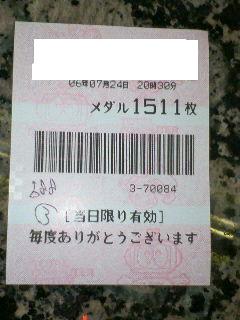 06年07月24日 20時30分
メダル1511枚
3-70084
③ [当日限り有効]
毎度ありがとうございます